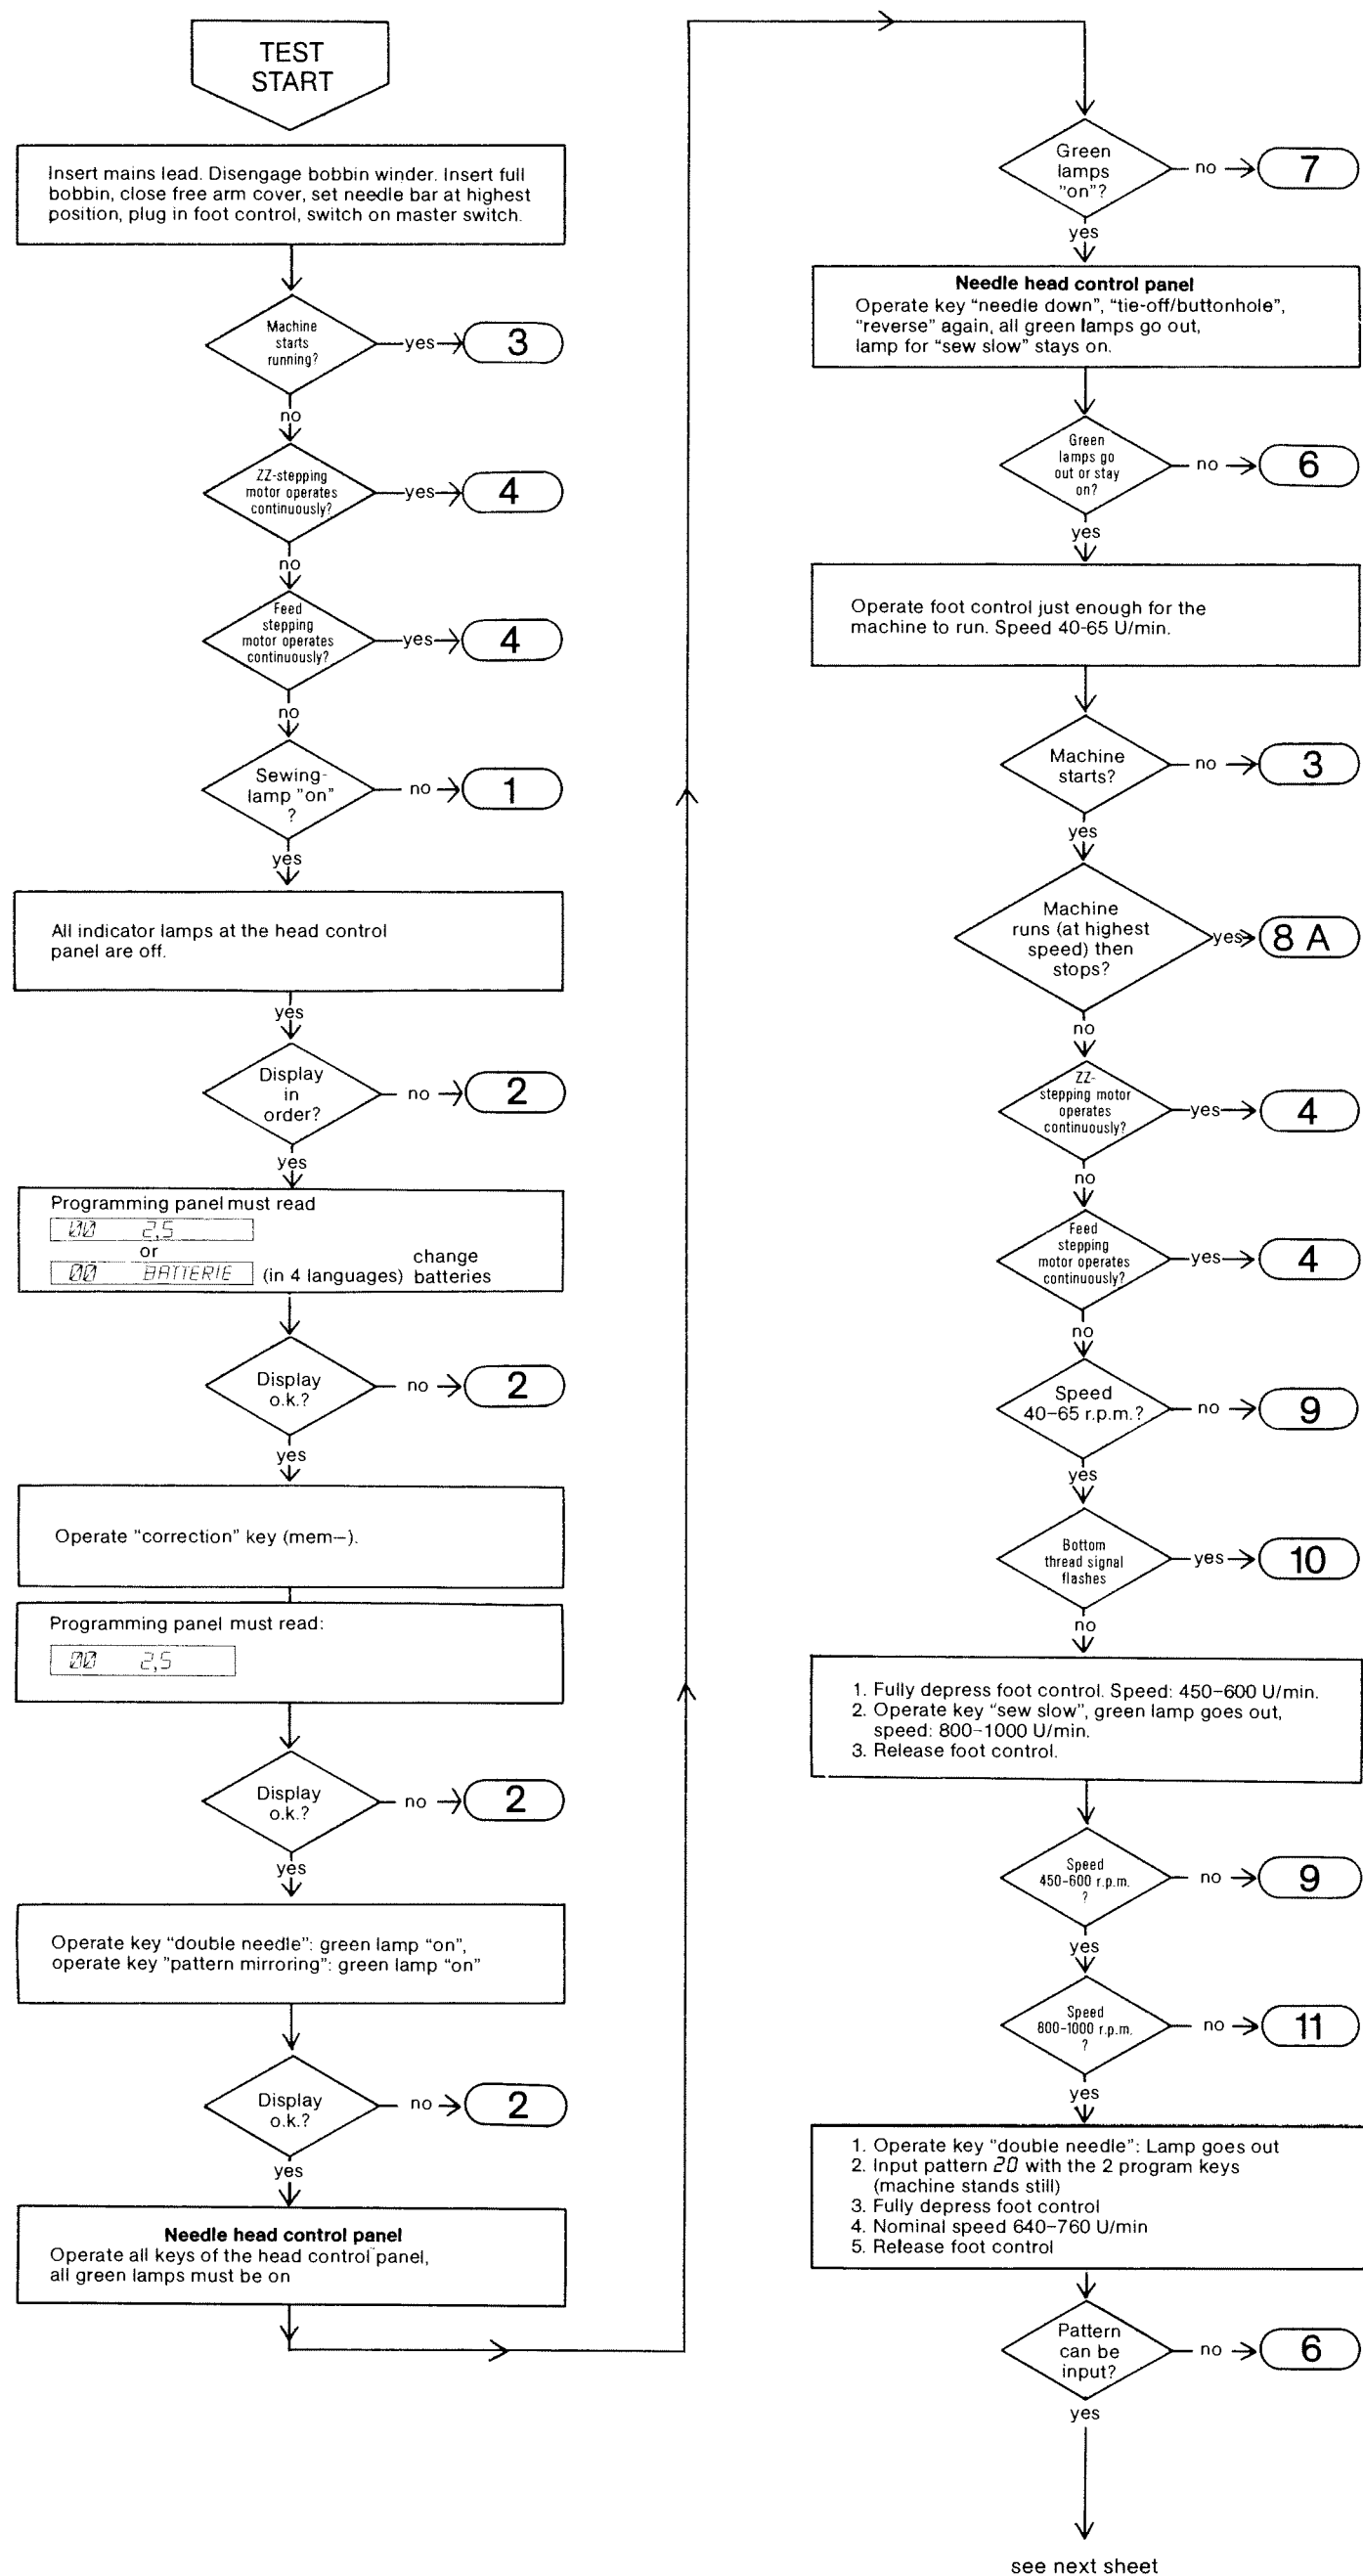 TEST
START
Insert mains lead. Disengage bobbin winder. Insert full
bobbin, close free arm cover, set needle bar at highest
position, plug in foot control, switch on master switch.
Machine
starts
running?
yes
3
no
ZZ-stepping
motor operates
continuously?
yes
4
no
Feed
stepping
motor operates
continuously?
yes
4
no
Sewing-
lamp "on"
?
no
1
yes
All indicator lamps at the head control
panel are off.
yes
Display
in
order?
no
2
yes
Programming panel must read
00 2,5
or
00 BATTERIE (in 4 languages) change
batteries
Display
o.k.?
no
2
yes
Operate "correction" key (mem–).
Programming panel must read:
00 2,5
Display
o.k.?
no
2
yes
Operate key "double needle": green lamp "on",
operate key "pattern mirroring": green lamp "on"
Display
o.k.?
no
2
yes
Needle head control panel
Operate all keys of the head control panel,
all green lamps must be on
Green
lamps
"on"?
no
7
yes
Needle head control panel
Operate key "needle down", "tie-off/buttonhole",
"reverse" again, all green lamps go out,
lamp for "sew slow" stays on.
Green
lamps go
out or stay
on?
no
6
yes
Operate foot control just enough for the
machine to run. Speed 40-65 U/min.
Machine
starts?
no
3
yes
Machine
runs (at highest
speed) then
stops?
yes
8 A
no
ZZ-
stepping motor
operates
continuously?
yes
4
no
Feed
stepping
motor operates
continuously?
yes
4
no
Speed
40–65 r.p.m.?
no
9
yes
Bottom
thread signal
flashes
yes
10
no
1. Fully depress foot control. Speed: 450–600 U/min.
2. Operate key "sew slow", green lamp goes out,
speed: 800–1000 U/min.
3. Release foot control.
Speed
450-600 r.p.m.
?
no
9
yes
Speed
800-1000 r.p.m.
?
no
11
yes
1. Operate key "double needle": Lamp goes out
2. Input pattern 20 with the 2 program keys
(machine stands still)
3. Fully depress foot control
4. Nominal speed 640–760 U/min
5. Release foot control
Pattern
can be
input?
no
6
yes
see next sheet